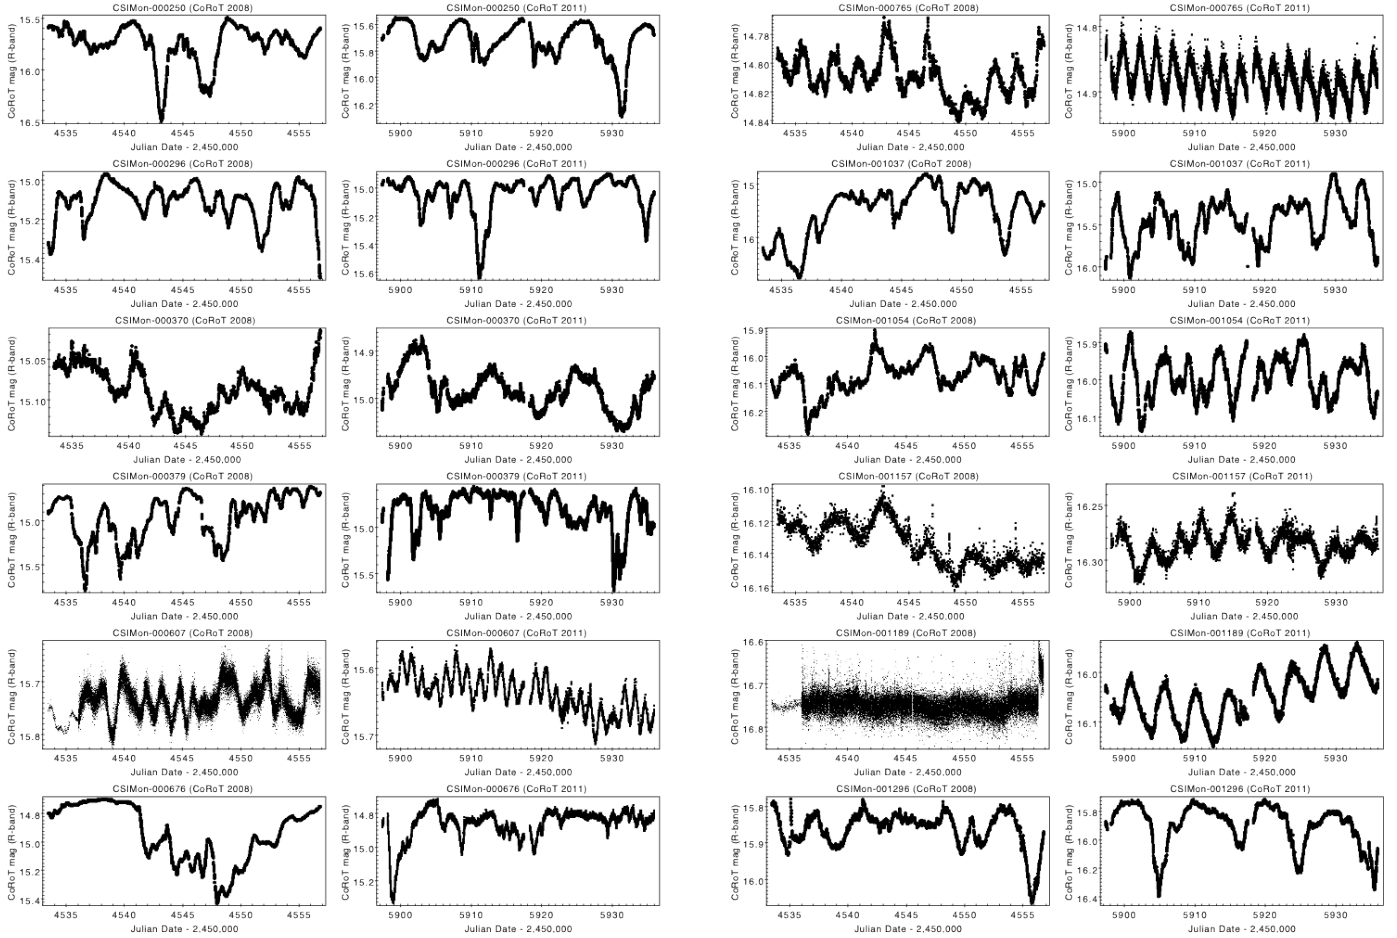 CSIMon-000250 (CoRoT 2008)
CoRoT mag (R-band)
15.5
16.0
16.5
4535 4540 4545 4550 4555
Julian Date - 2,450,000
CSIMon-000250 (CoRoT 2011)
CoRoT mag (R-band)
15.6
15.8
16.0
16.2
5900 5910 5920 5930
Julian Date - 2,450,000
CSIMon-000765 (CoRoT 2008)
CoRoT mag (R-band)
14.78
14.80
14.82
14.84
4535 4540 4545 4550 4555
Julian Date - 2,450,000
CSIMon-000765 (CoRoT 2011)
CoRoT mag (R-band)
14.8
14.9
5900 5910 5920 5930
Julian Date - 2,450,000
CSIMon-000296 (CoRoT 2008)
CoRoT mag (R-band)
15.0
15.2
15.4
4535 4540 4545 4550 4555
Julian Date - 2,450,000
CSIMon-000296 (CoRoT 2011)
CoRoT mag (R-band)
15.0
15.2
15.4
15.6
5900 5910 5920 5930
Julian Date - 2,450,000
CSIMon-001037 (CoRoT 2008)
CoRoT mag (R-band)
15
16
4535 4540 4545 4550 4555
Julian Date - 2,450,000
CSIMon-001037 (CoRoT 2011)
CoRoT mag (R-band)
15.0
15.5
16.0
5900 5910 5920 5930
Julian Date - 2,450,000
CSIMon-000370 (CoRoT 2008)
CoRoT mag (R-band)
15.05
15.10
4535 4540 4545 4550 4555
Julian Date - 2,450,000
CSIMon-000370 (CoRoT 2011)
CoRoT mag (R-band)
14.9
15.0
5900 5910 5920 5930
Julian Date - 2,450,000
CSIMon-001054 (CoRoT 2008)
CoRoT mag (R-band)
15.9
16.0
16.1
16.2
4535 4540 4545 4550 4555
Julian Date - 2,450,000
CSIMon-001054 (CoRoT 2011)
CoRoT mag (R-band)
15.9
16.0
16.1
5900 5910 5920 5930
Julian Date - 2,450,000
CSIMon-000379 (CoRoT 2008)
CoRoT mag (R-band)
15.0
15.5
4535 4540 4545 4550 4555
Julian Date - 2,450,000
CSIMon-000379 (CoRoT 2011)
CoRoT mag (R-band)
15.0
15.5
5900 5910 5920 5930
Julian Date - 2,450,000
CSIMon-001157 (CoRoT 2008)
CoRoT mag (R-band)
16.10
16.12
16.14
16.16
4535 4540 4545 4550 4555
Julian Date - 2,450,000
CSIMon-001157 (CoRoT 2011)
CoRoT mag (R-band)
16.25
16.30
5900 5910 5920 5930
Julian Date - 2,450,000
CSIMon-000607 (CoRoT 2008)
CoRoT mag (R-band)
15.7
15.8
4535 4540 4545 4550 4555
Julian Date - 2,450,000
CSIMon-000607 (CoRoT 2011)
CoRoT mag (R-band)
15.6
15.7
5900 5910 5920 5930
Julian Date - 2,450,000
CSIMon-001189 (CoRoT 2008)
CoRoT mag (R-band)
16.6
16.7
16.8
4535 4540 4545 4550 4555
Julian Date - 2,450,000
CSIMon-001189 (CoRoT 2011)
CoRoT mag (R-band)
16.0
16.1
5900 5910 5920 5930
Julian Date - 2,450,000
CSIMon-000676 (CoRoT 2008)
CoRoT mag (R-band)
14.8
15.0
15.2
15.4
4535 4540 4545 4550 4555
Julian Date - 2,450,000
CSIMon-000676 (CoRoT 2011)
CoRoT mag (R-band)
14.8
15.0
15.2
5900 5910 5920 5930
Julian Date - 2,450,000
CSIMon-001296 (CoRoT 2008)
CoRoT mag (R-band)
15.8
15.9
16.0
4535 4540 4545 4550 4555
Julian Date - 2,450,000
CSIMon-001296 (CoRoT 2011)
CoRoT mag (R-band)
15.8
16.0
16.2
16.4
5900 5910 5920 5930
Julian Date - 2,450,000